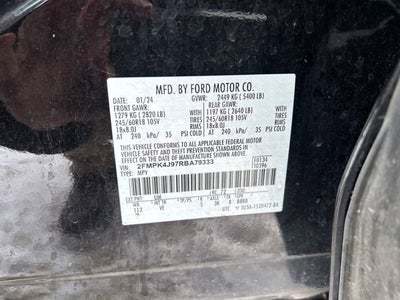 MFD. BY FORD MOTOR CO.
DATE: 01/24 GVWR: 2449 KG ( 5400 LB)
FRONT GAWR: REAR GAWR:
1279 KG ( 2820 LB) 1197 KG ( 2640 LB)
245/60R18 105V TIRES 245/60R18 105V
18x8.0J RIMS 18x8.0J
AT 240 kPa/ 35 PSI COLD AT 240 kPa/ 35 PSI COLD
THIS VEHICLE CONFORMS TO ALL APPLICABLE FEDERAL MOTOR
VEHICLE SAFETY AND THEFT PREVENTION STANDARDS IN EFFECT ON
THE DATE OF MANUFACTURE SHOWN ABOVE.
VIN: 2FMPK4J97RBA79333
TYPE: MPV